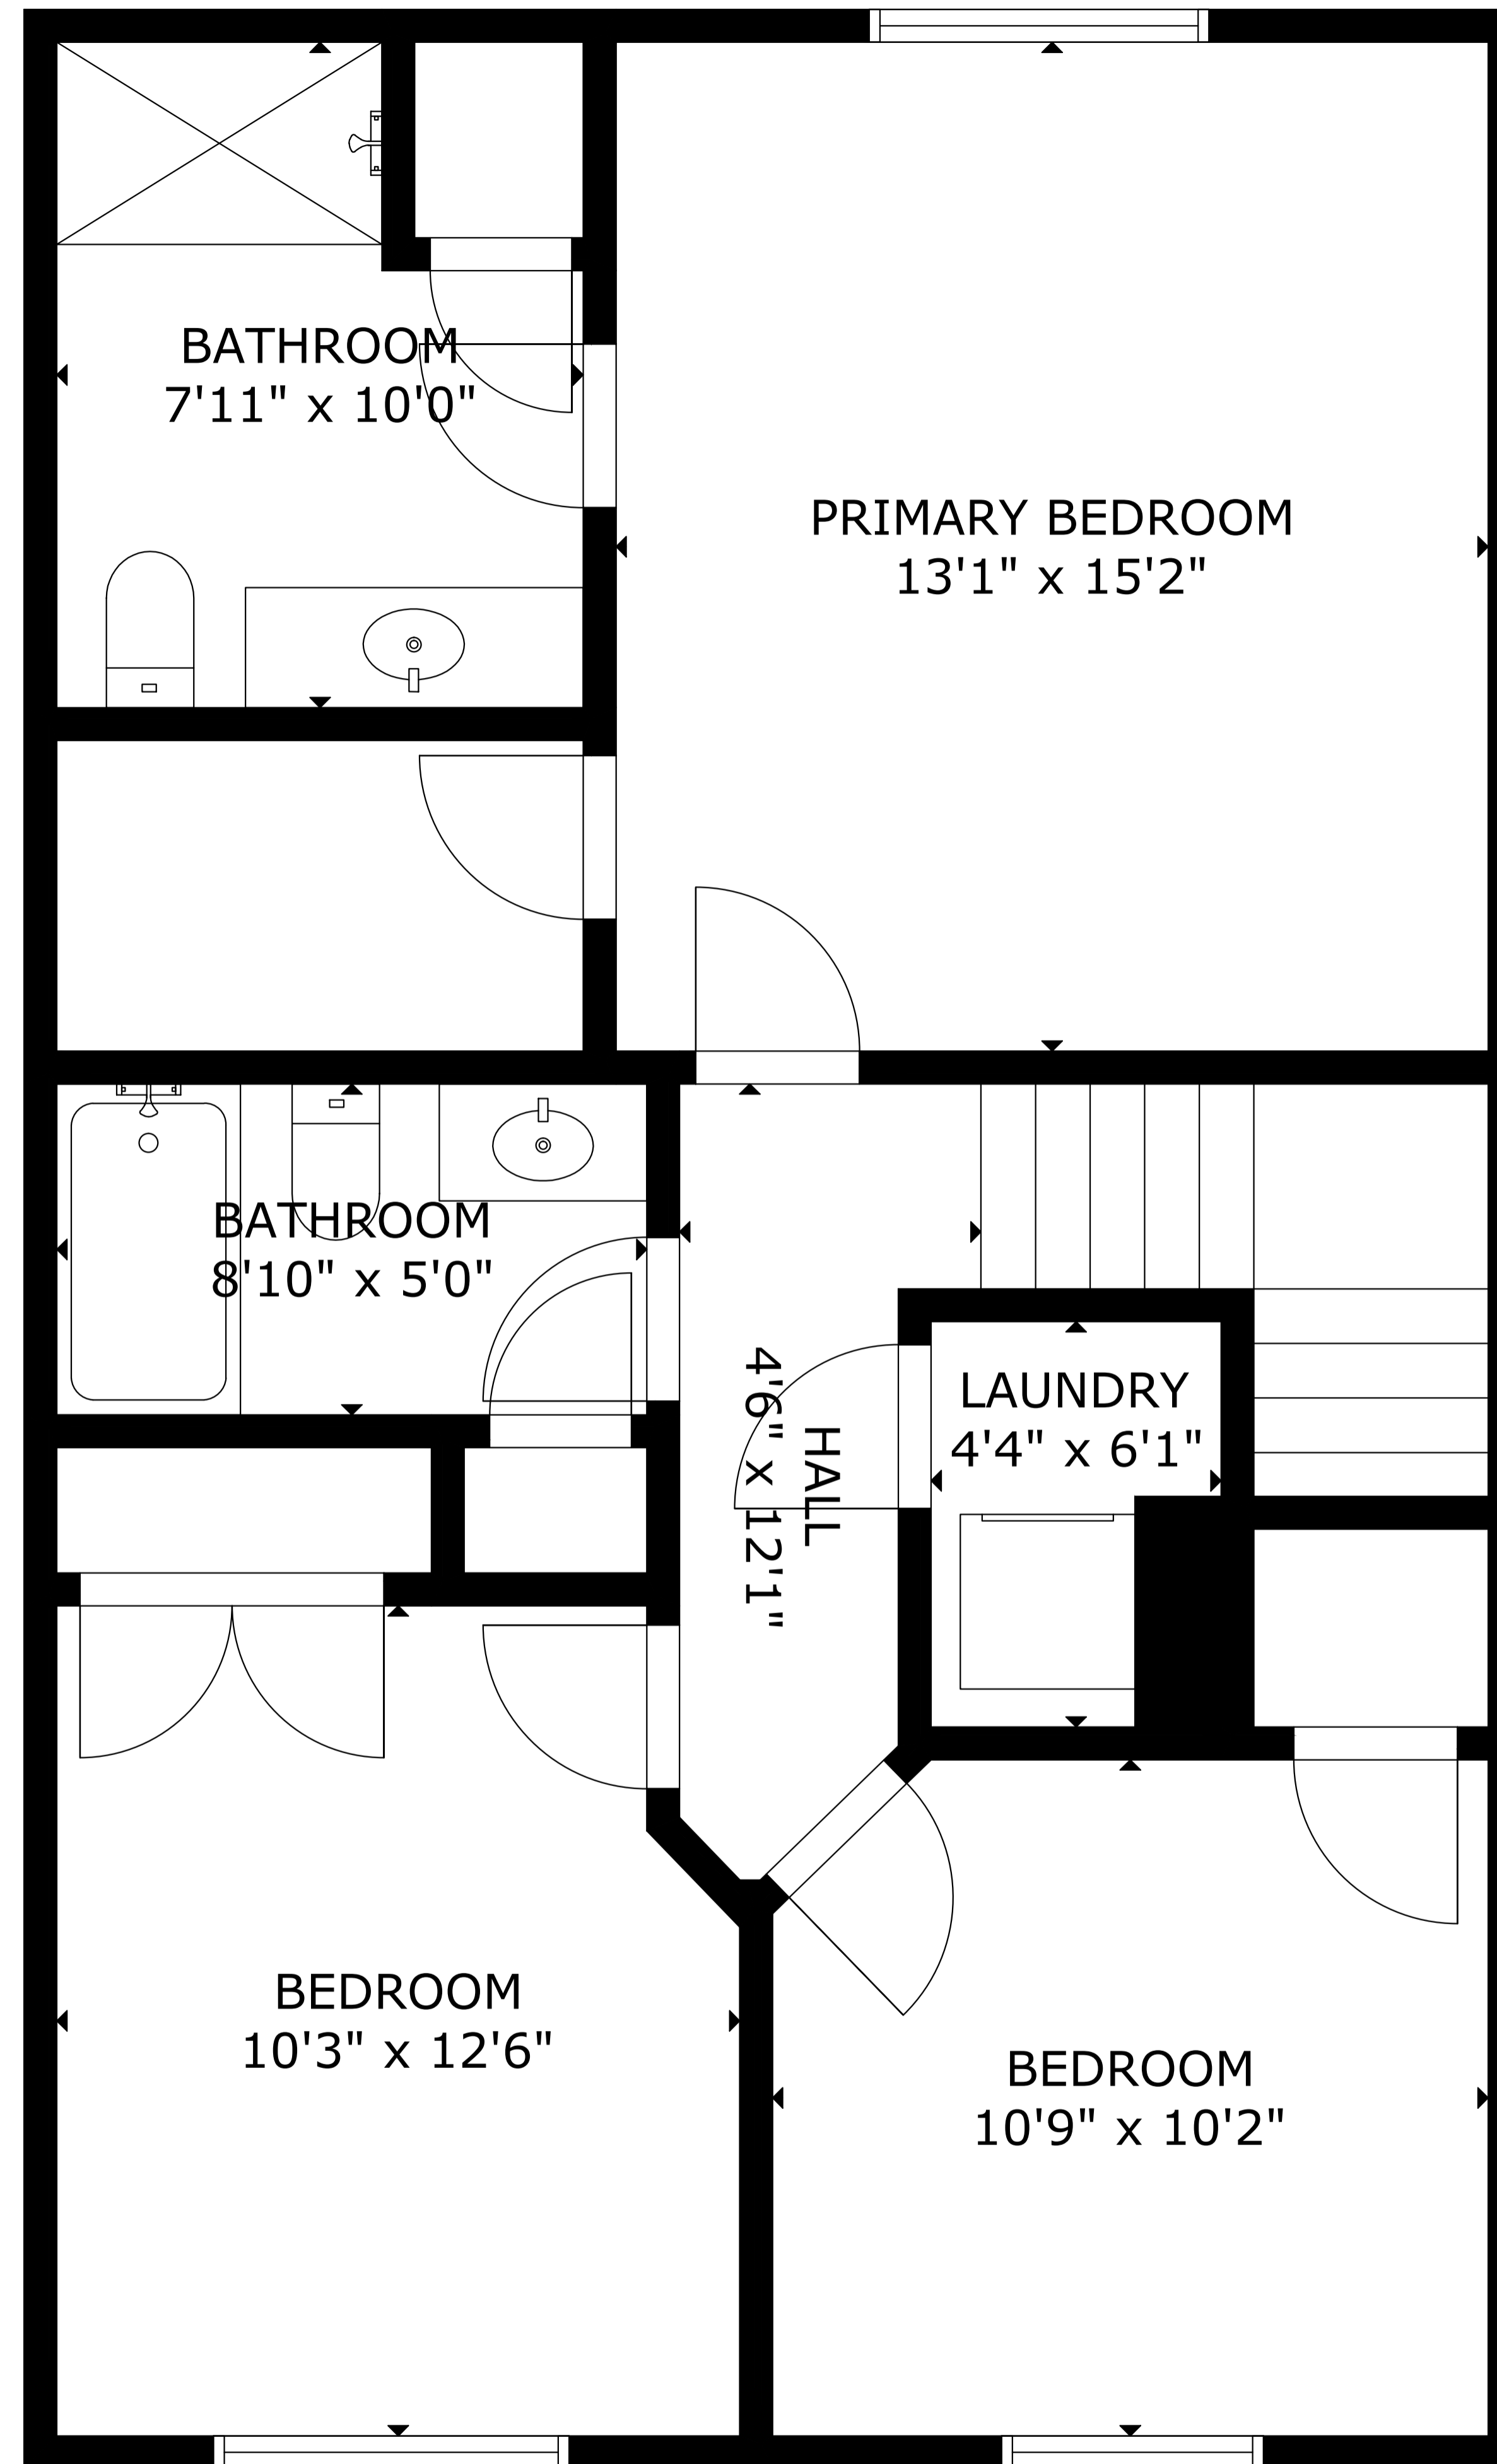 BATHROOM
7'11" x 10'0"
PRIMARY BEDROOM
13'1" x 15'2"
BATHROOM
8'10" x 5'0"
HALL
4'6" x 12'1"
LAUNDRY
4'4" x 6'1"
BEDROOM
10'3" x 12'6"
BEDROOM
10'9" x 10'2"